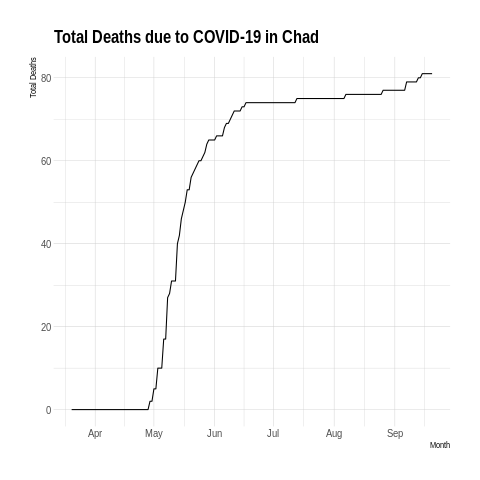 Total Deaths due to COVID-19 in Chad
Total Deaths
80
60
40
20
0
Apr May Jun Jul Aug Sep
Month